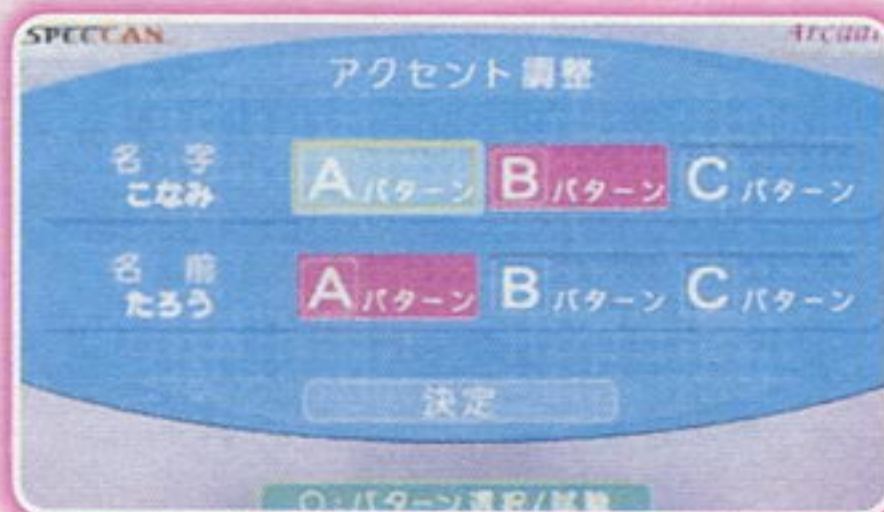 SPECCAN
アクセント調整
名字 Aパターン Bパターン Cパターン
こなみ
名前 Aパターン Bパターン Cパターン
たろう
決定
○:パターン選択/試聴